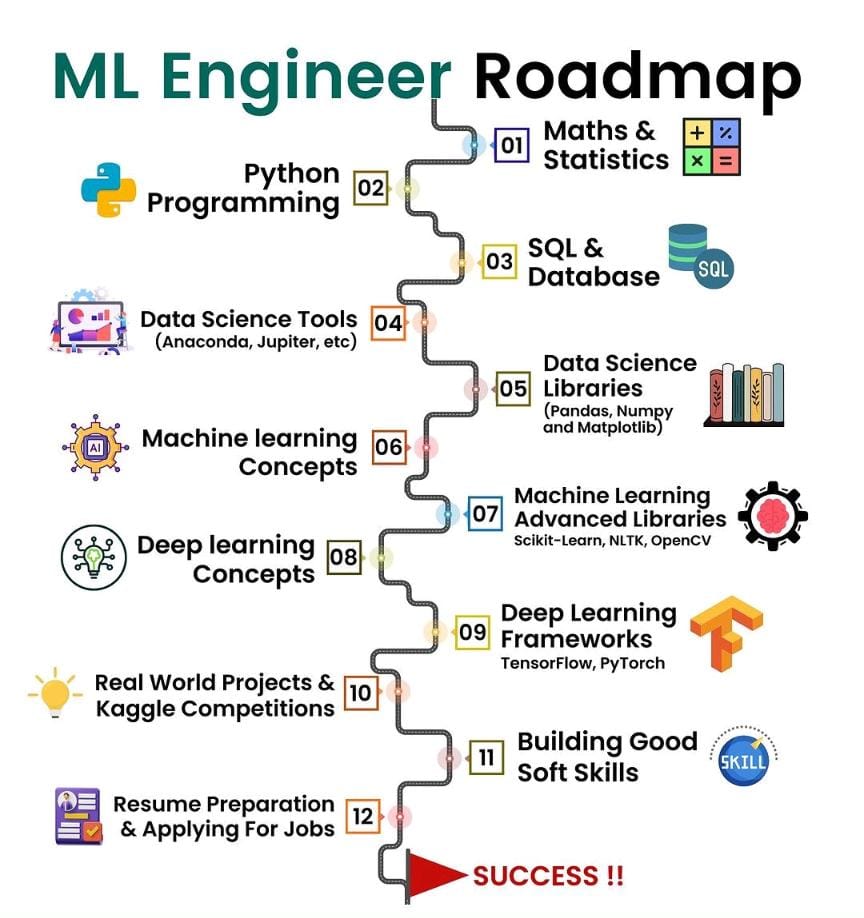 ML Engineer Roadmap
01
Maths &
Statistics
+ %
× =
Python
Programming
02
03
SQL &
Database
SQL
Data Science Tools
(Anaconda, Jupiter, etc)
04
05
Data Science
Libraries
(Pandas, Numpy
and Matplotlib)
AI
Machine learning
Concepts
06
07
Machine Learning
Advanced Libraries
Scikit-Learn, NLTK, OpenCV
Deep learning
Concepts
08
09
Deep Learning
Frameworks
TensorFlow, PyTorch
Real World Projects &
Kaggle Competitions
10
11
Building Good
Soft Skills
SKILL
Resume Preparation
& Applying For Jobs
12
SUCCESS !!